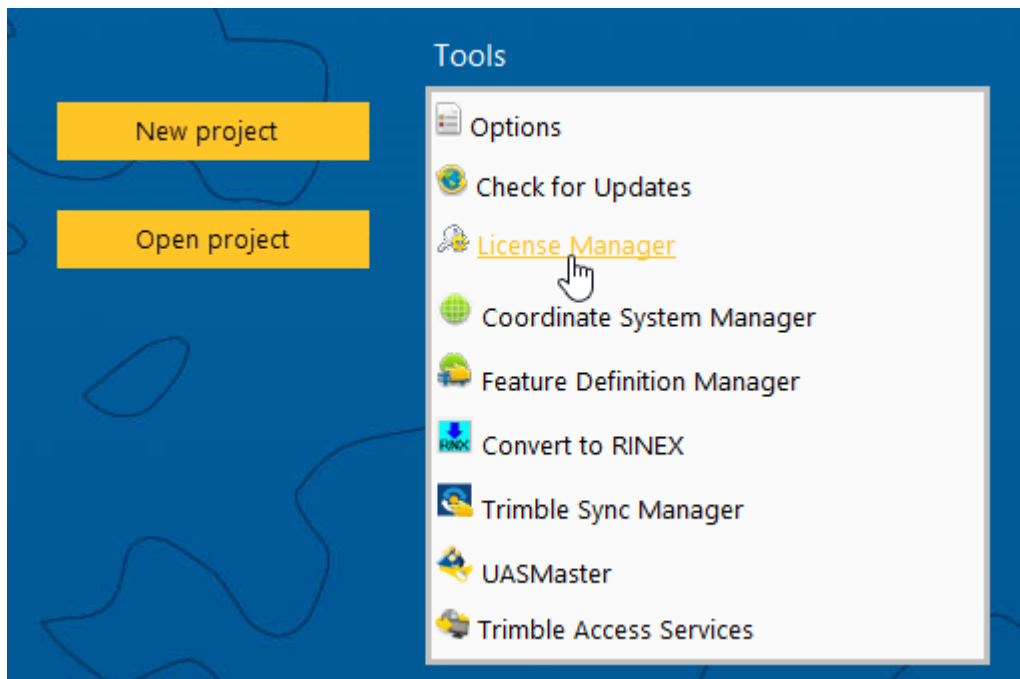 Tools
New project
Open project
Options
Check for Updates
License Manager
Coordinate System Manager
Feature Definition Manager
RINX
Convert to RINEX
Trimble Sync Manager
UASMaster
Trimble Access Services